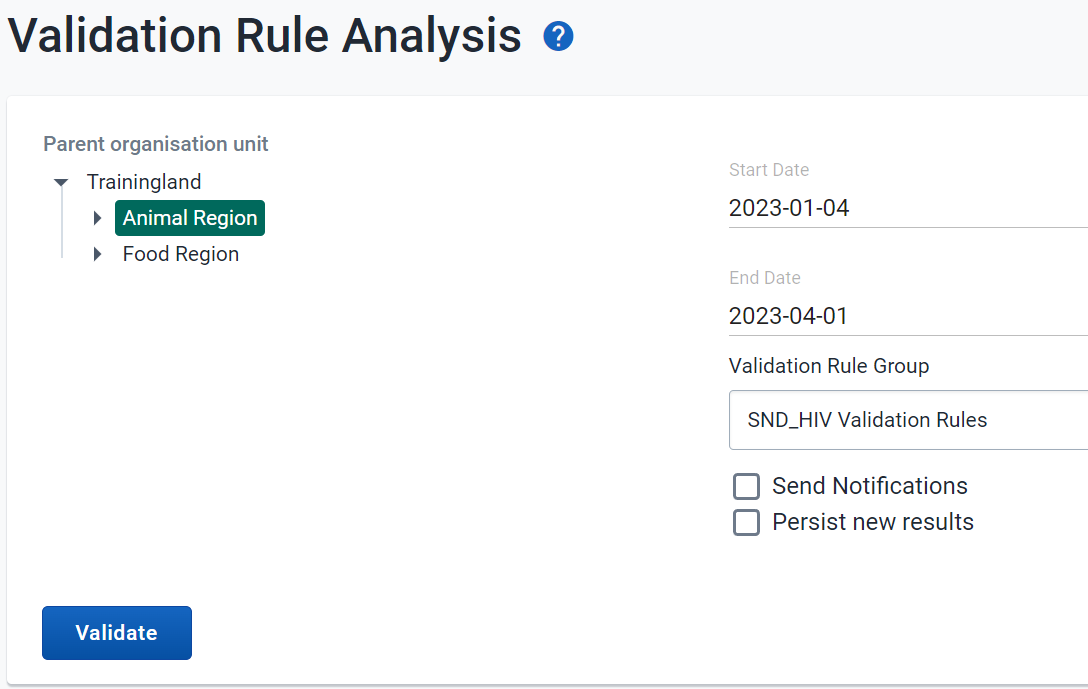 Validation Rule Analysis ?
Parent organisation unit
Trainingland
Animal Region
Food Region
Start Date
2023-01-04
End Date
2023-04-01
Validation Rule Group
SND_HIV Validation Rules
Send Notifications
Persist new results
Validate